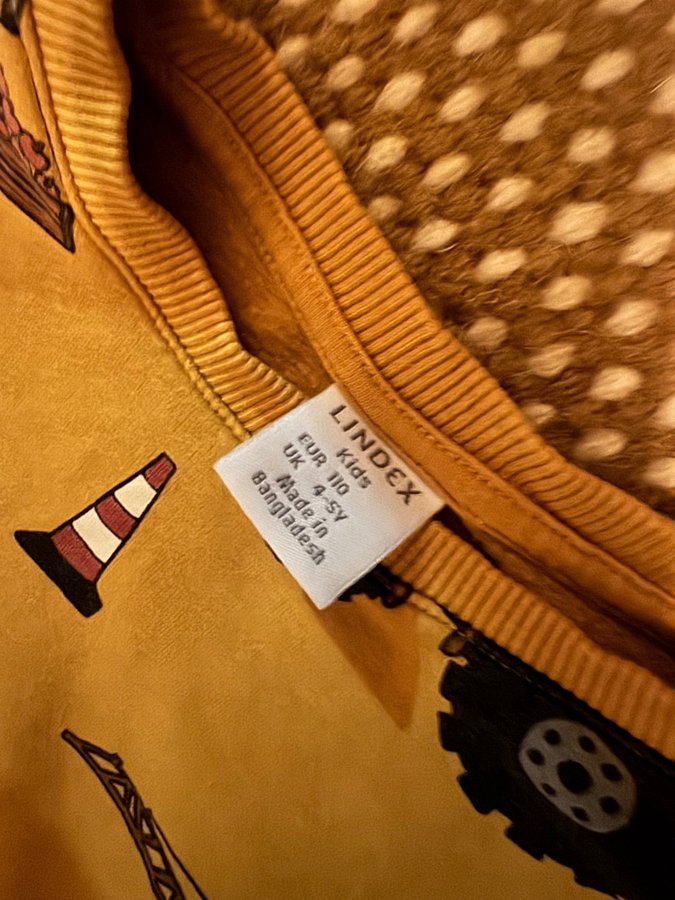 LINDEX
Kids
EUR 110
UK 4-5Y
Made in
Bangladesh